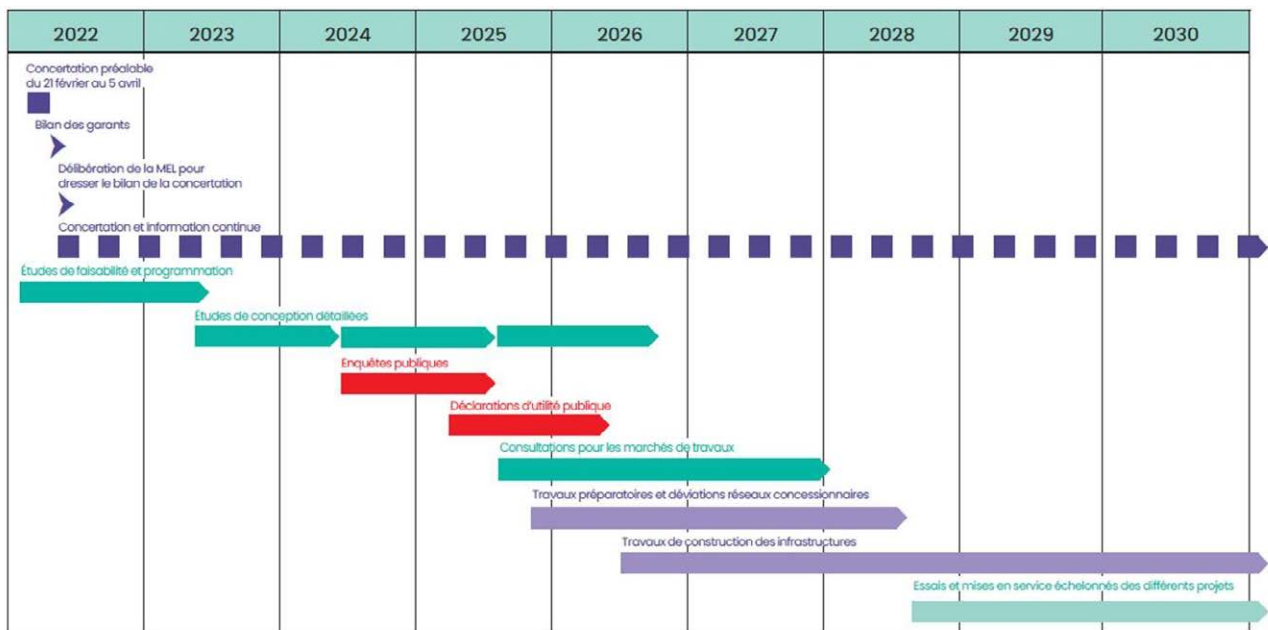 2022 2023 2024 2025 2026 2027 2028 2029 2030
Concertation préalable
du 21 février au 5 avril
Bilan des garants
Délibération de la MEL pour
dresser le bilan de la concertation
Concertation et information continue
Études de faisabilité et programmation
Études de conception détaillées
Enquêtes publiques
Déclarations d'utilité publique
Consultations pour les marchés de travaux
Travaux préparatoires et déviations réseaux concessionnaires
Travaux de construction des infrastructures
Essais et mises en service échelonnés des différents projets